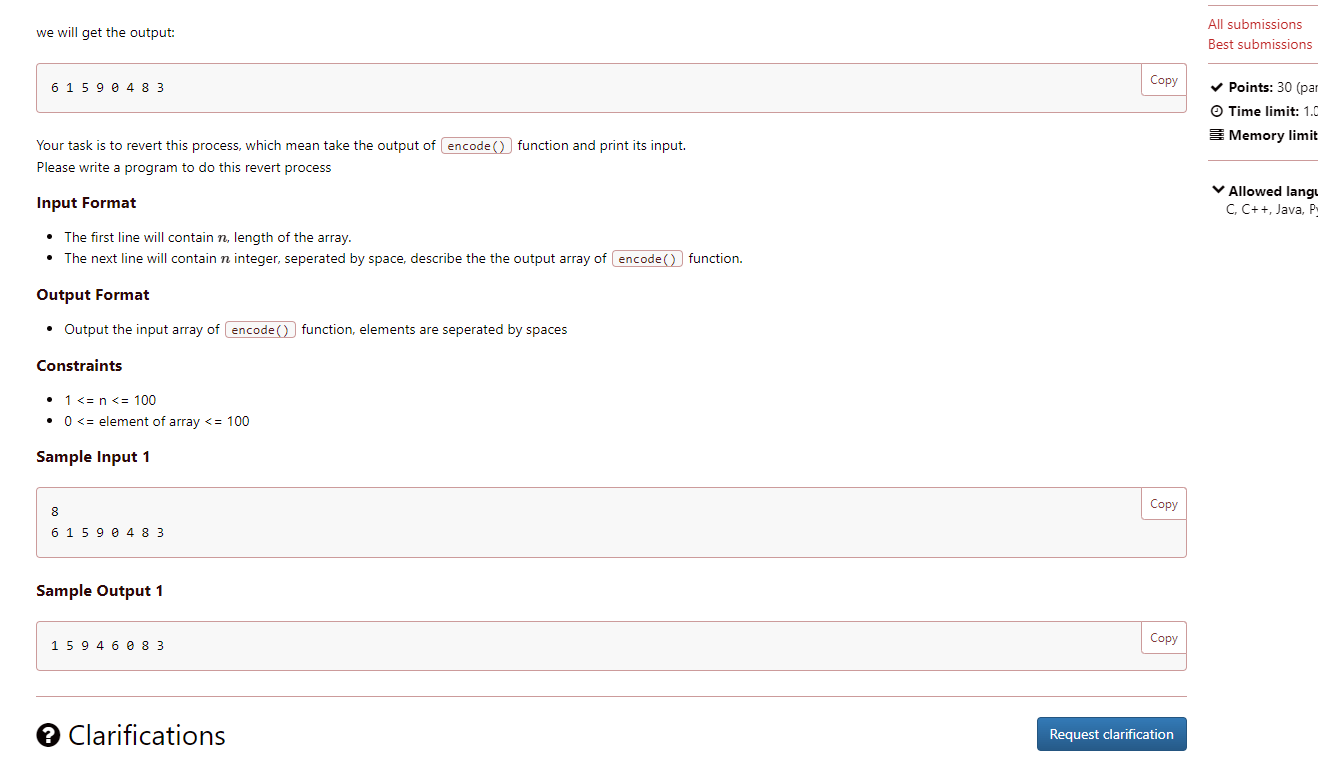 we will get the output:
6 1 5 9 0 4 8 3
Copy
Your task is to revert this process, which mean take the output of encode() function and print its input.
Please write a program to do this revert process
Input Format
• The first line will contain n, length of the array.
• The next line will contain n integer, seperated by space, describe the the output array of encode() function.
Output Format
• Output the input array of encode() function, elements are seperated by spaces
Constraints
• 1 <= n <= 100
• 0 <= element of array <= 100
Sample Input 1
Copy
8
6 1 5 9 0 4 8 3
Sample Output 1
Copy
1 5 9 4 6 0 8 3
Clarifications
Request clarification
All submissions
Best submissions
Points: 30
Time limit:
Memory limit
Allowed
C, C++, Java,